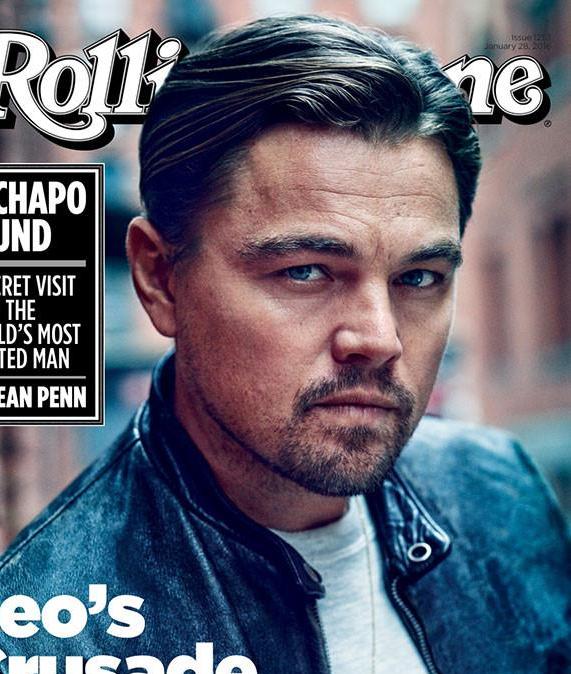 Rolli ne
Issue 1253
January 28, 2016
CHAPO
UND
CRET VISIT
THE
LD'S MOST
TED MAN
EAN PENN
eo's
Crusade